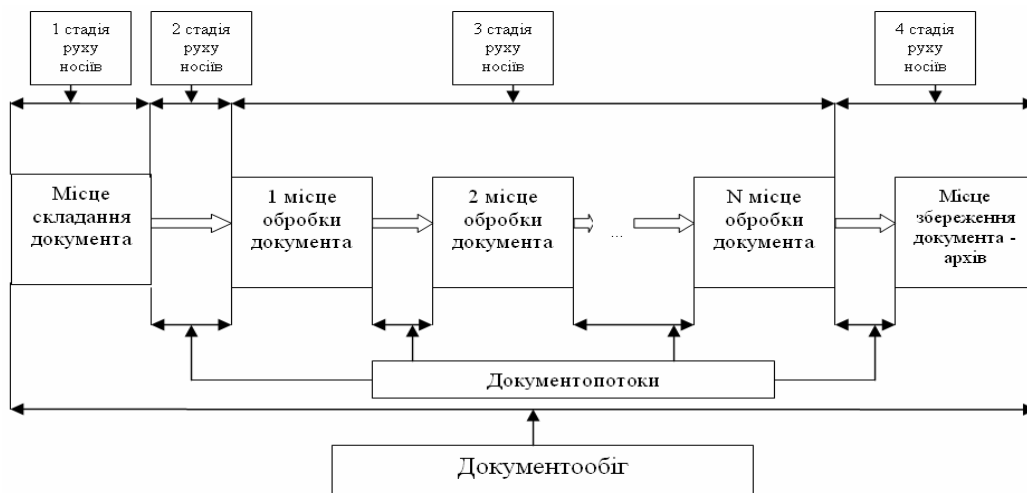 1 стадія
руху
носіїв
2 стадія
руху
носіїв
3 стадія
руху
носіїв
4 стадія
руху
носіїв
Місце
складання
документа
1 місце
обробки
документа
2 місце
обробки
документа
...
N місце
обробки
документа
Місце
збереження
документа -
архів
Документопотоки
Документообіг